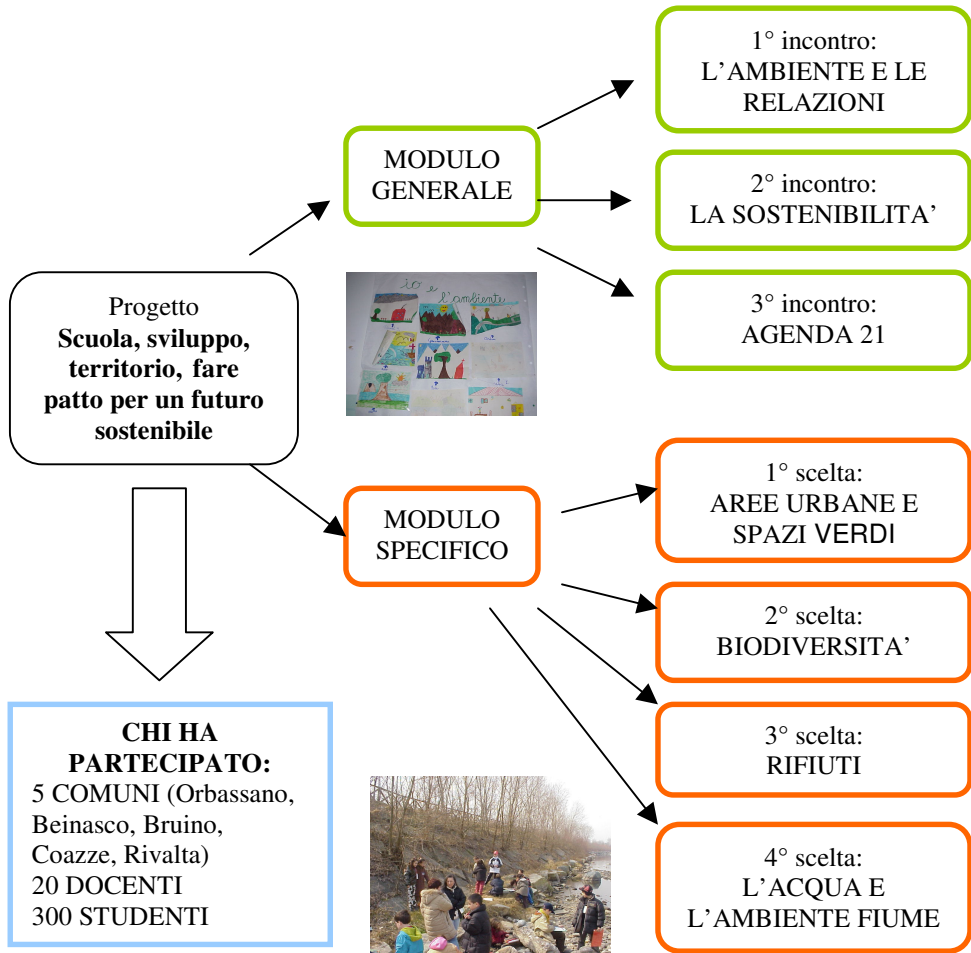 Progetto
Scuola, sviluppo,
territorio, fare
patto per un futuro
sostenibile
MODULO
GENERALE
1° incontro:
L’AMBIENTE E LE
RELAZIONI
2° incontro:
LA SOSTENIBILITA’
3° incontro:
AGENDA 21
io e
l'ambiente
MODULO
SPECIFICO
1° scelta:
AREE URBANE E
SPAZI VERDI
2° scelta:
BIODIVERSITA’
3° scelta:
RIFIUTI
4° scelta:
L’ACQUA E
L’AMBIENTE FIUME
CHI HA
PARTECIPATO:
5 COMUNI (Orbassano,
Beinasco, Bruino,
Coazze, Rivalta)
20 DOCENTI
300 STUDENTI